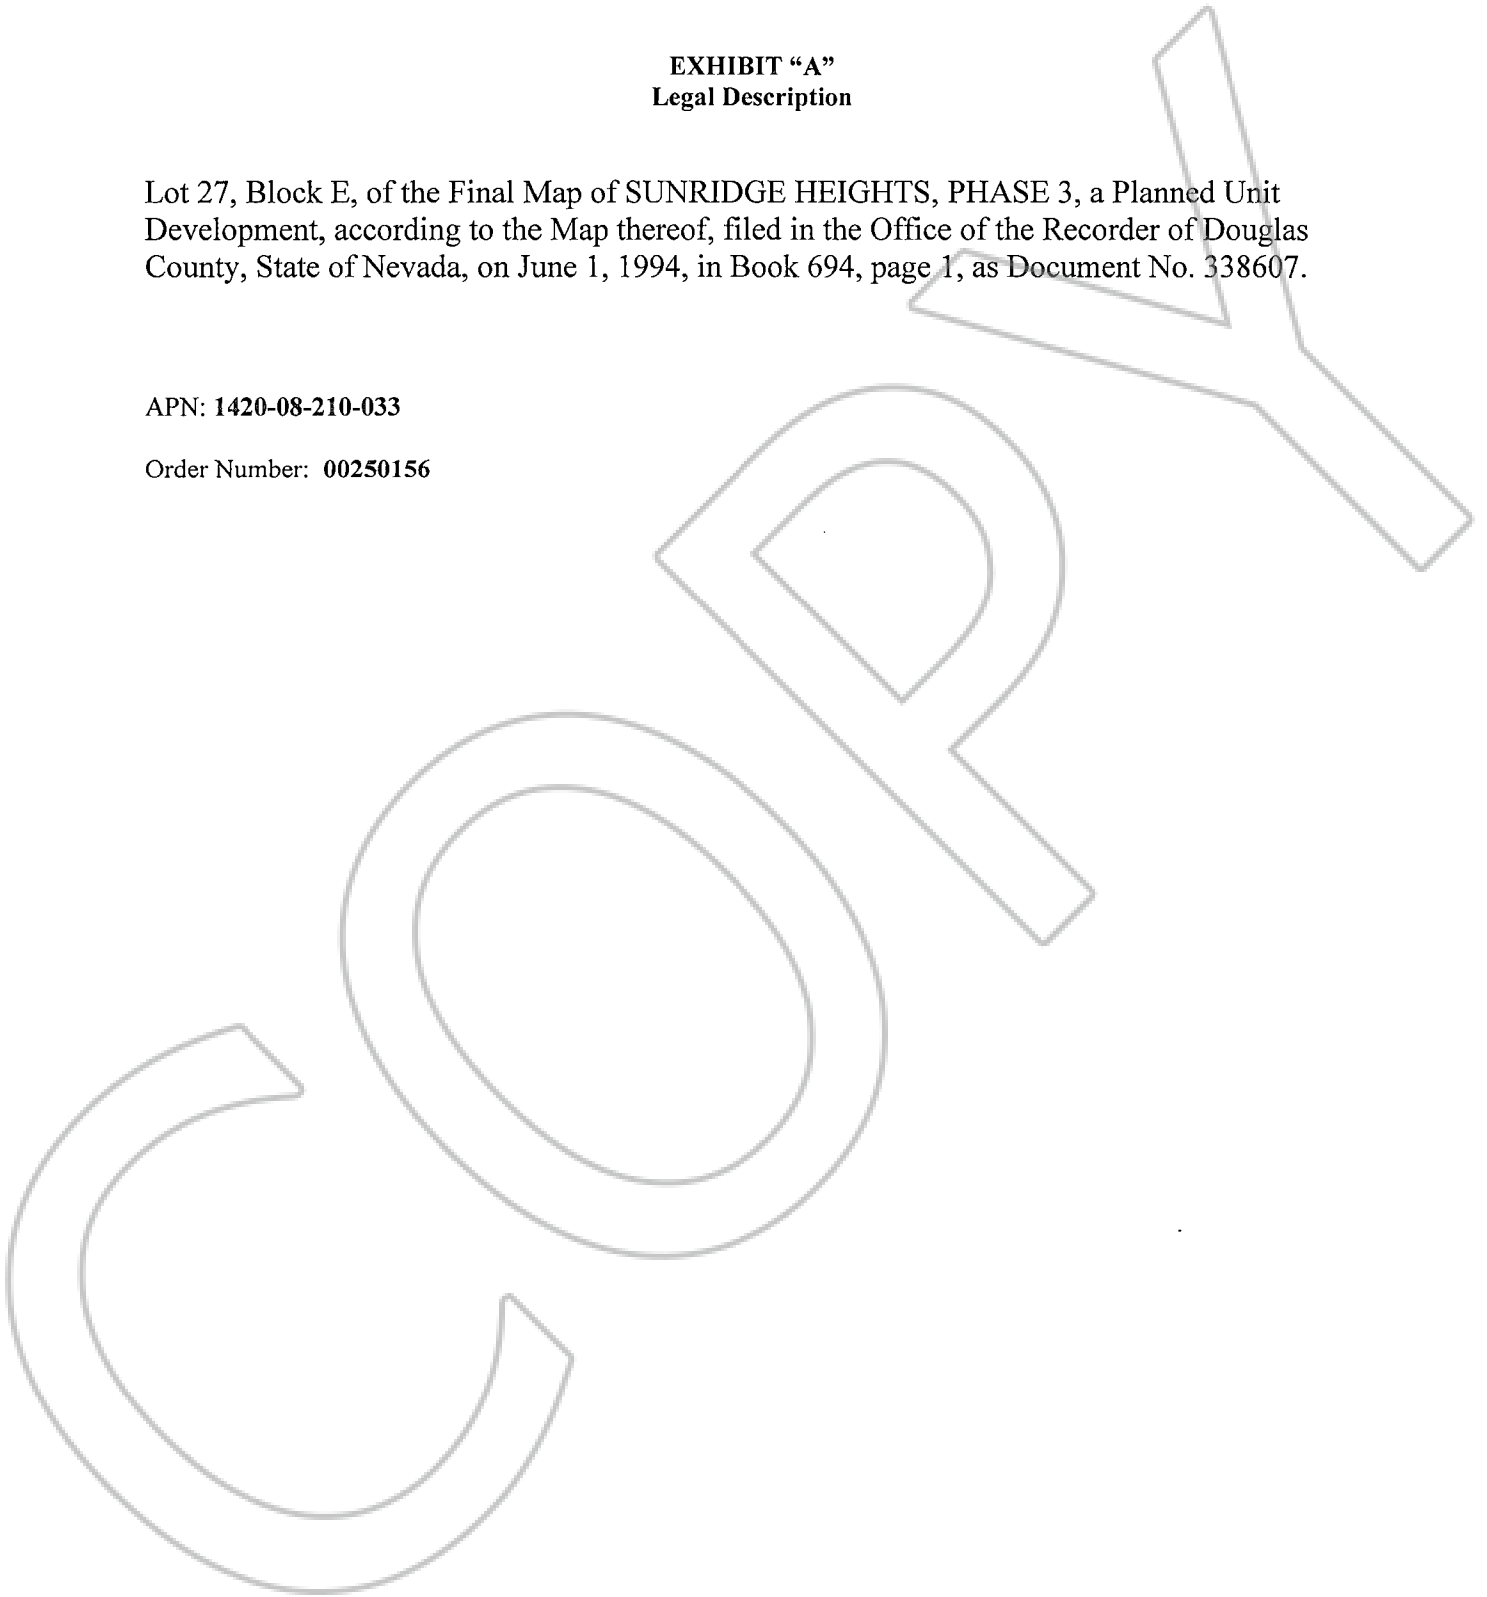 EXHIBIT “A”
Legal Description
Lot 27, Block E, of the Final Map of SUNRIDGE HEIGHTS, PHASE 3, a Planned Unit
Development, according to the Map thereof, filed in the Office of the Recorder of Douglas
County, State of Nevada, on June 1, 1994, in Book 694, page 1, as Document No. 338607.
APN: 1420-08-210-033
Order Number: 00250156
COPY